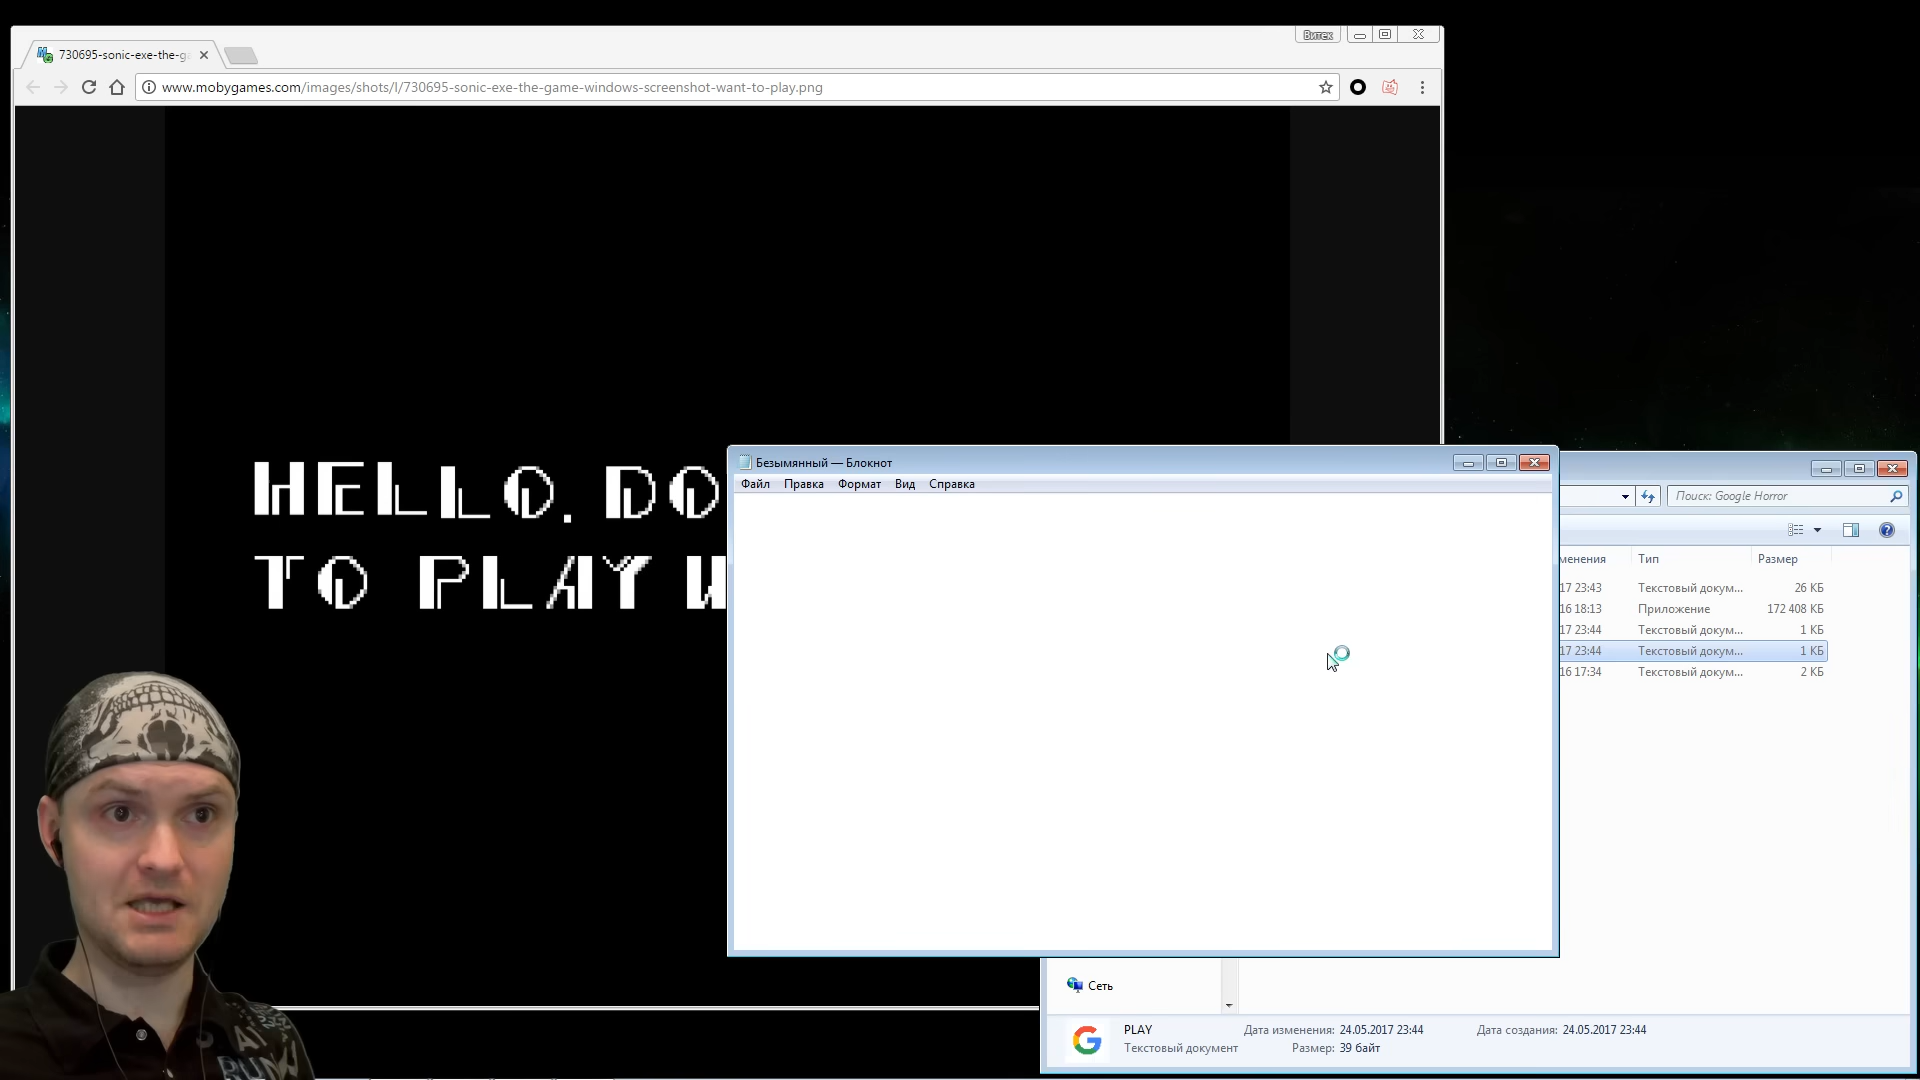 730695-sonic-exe-the-ga
Витек
www.mobygames.com/images/shots/l/730695-sonic-exe-the-game-windows-screenshot-want-to-play.png
HELLO. DO
TO PLAY W
Безымянный — Блокнот
Файл Правка Формат Вид Справка
Поиск: Google Horror
менения Тип Размер
17 23:43 Текстовый докум... 26 КБ
16 18:13 Приложение 172 408 КБ
17 23:44 Текстовый докум... 1 КБ
17 23:44 Текстовый докум... 1 КБ
16 17:34 Текстовый докум... 2 КБ
Сеть
PLAY Дата изменения: 24.05.2017 23:44 Дата создания: 24.05.2017 23:44
Текстовый документ Размер: 39 байт